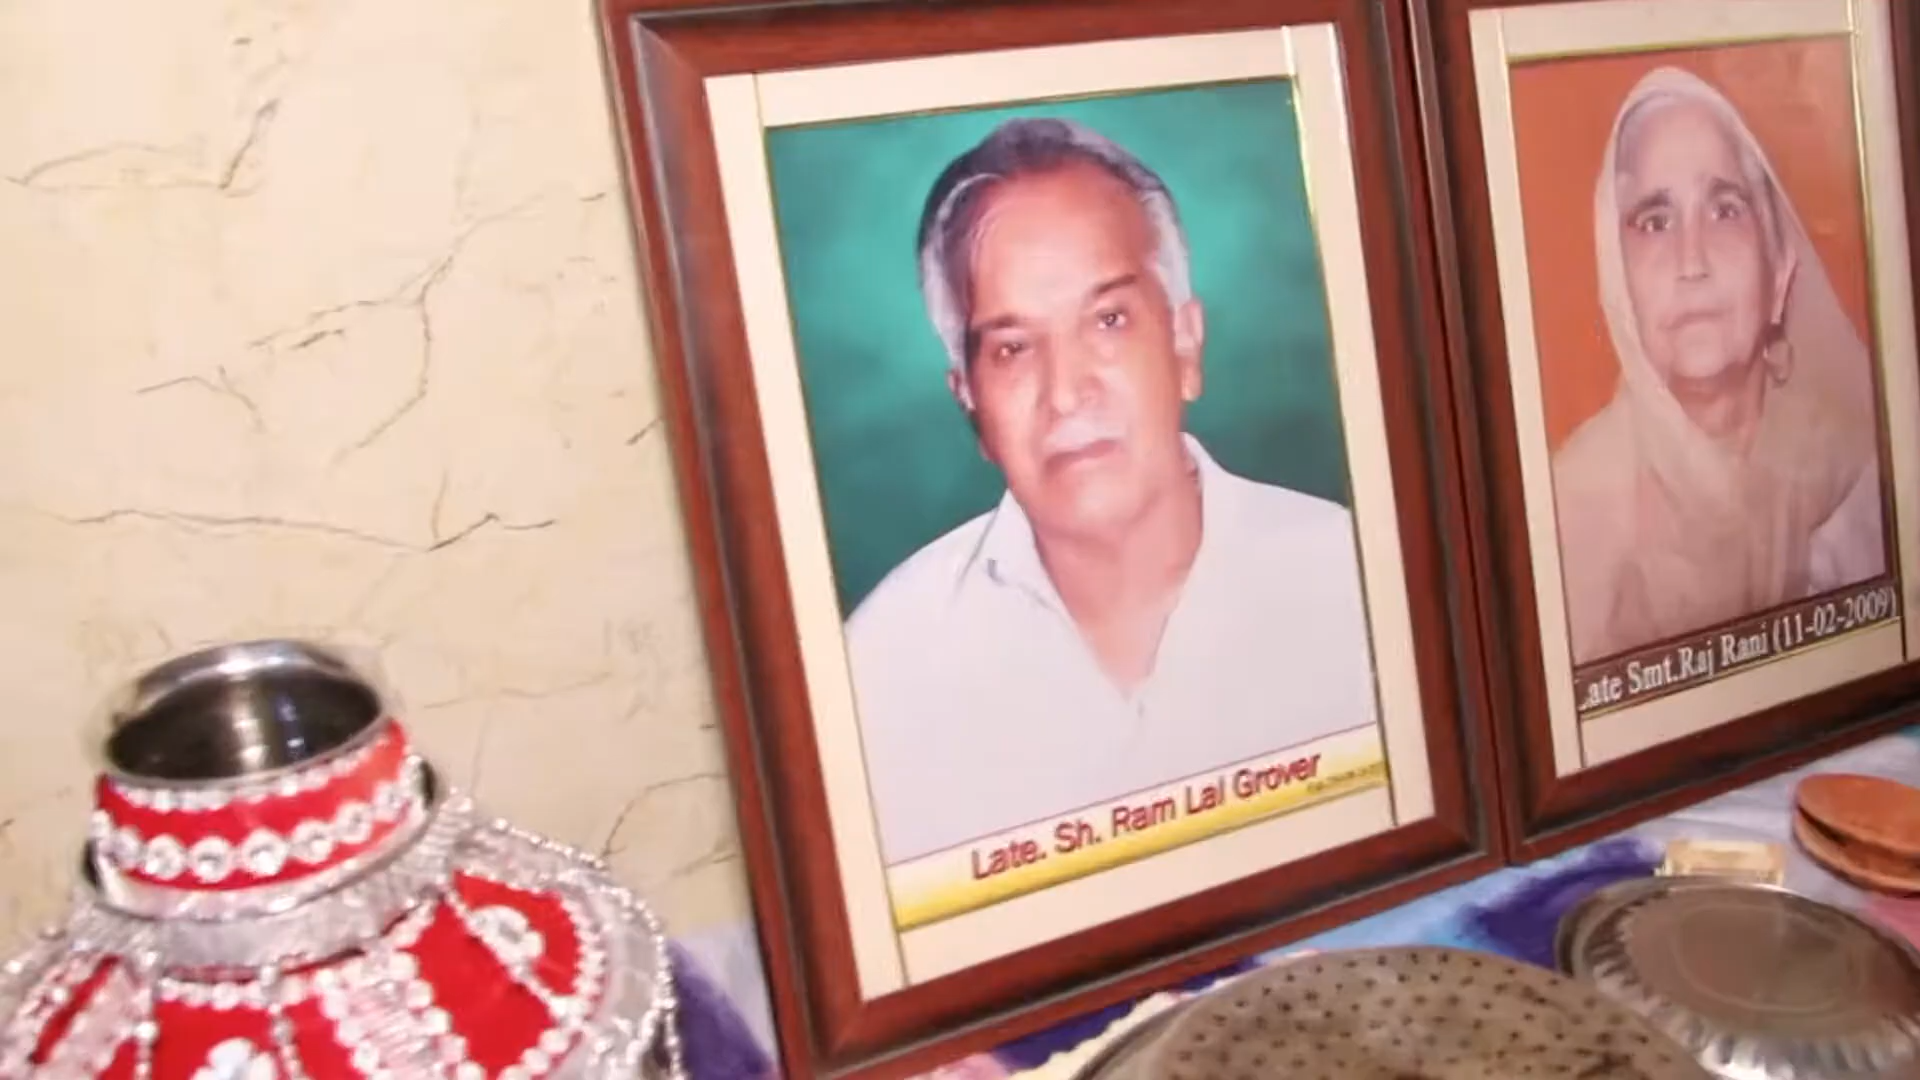 Late. Sh. Ram Lal Grover
Late Smt.Raj Rani (11-02-2009)